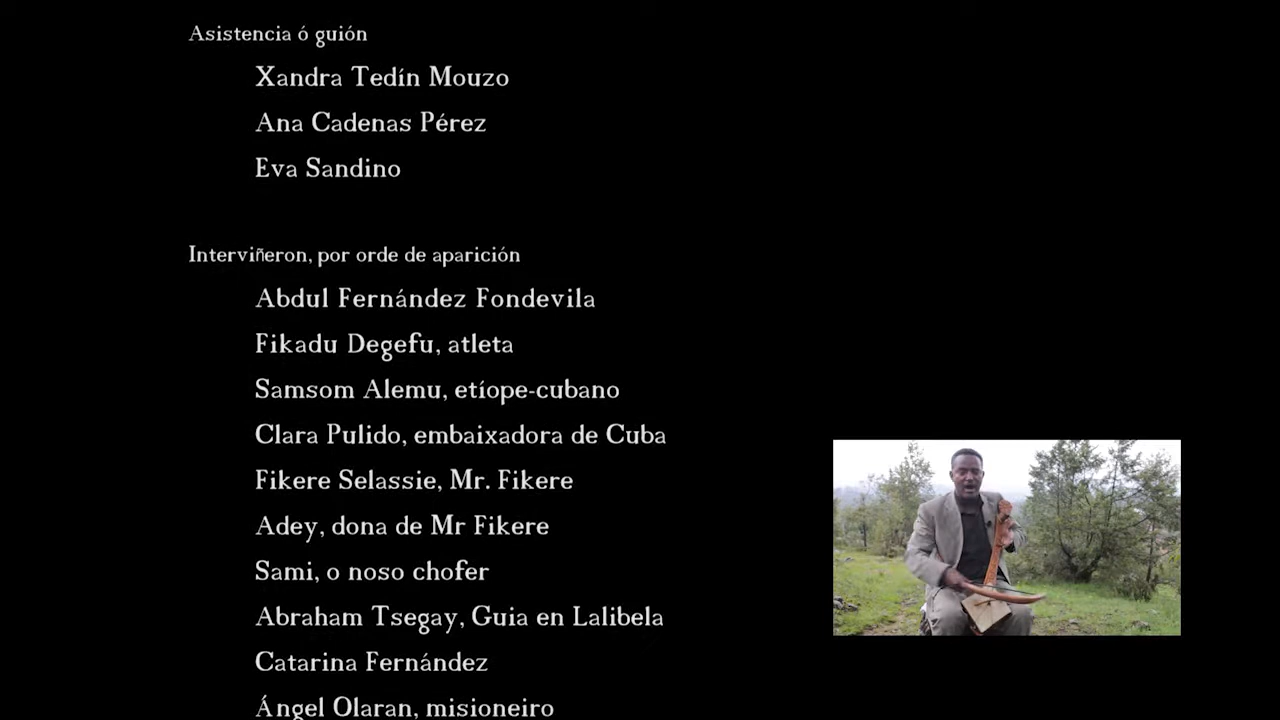 Asistencia ó guión
Xandra Tedín Mouzo
Ana Cadenas Pérez
Eva Sandino
Interviñeron, por orde de aparición
Abdul Fernández Fondevila
Fikadu Degefu, atleta
Samsom Alemu, etíope-cubano
Clara Pulido, embaixadora de Cuba
Fikere Selassie, Mr. Fikere
Adey, dona de Mr Fikere
Sami, o noso chofer
Abraham Tsegay, Guia en Lalibela
Catarina Fernández
Ángel Olaran, misioneiro